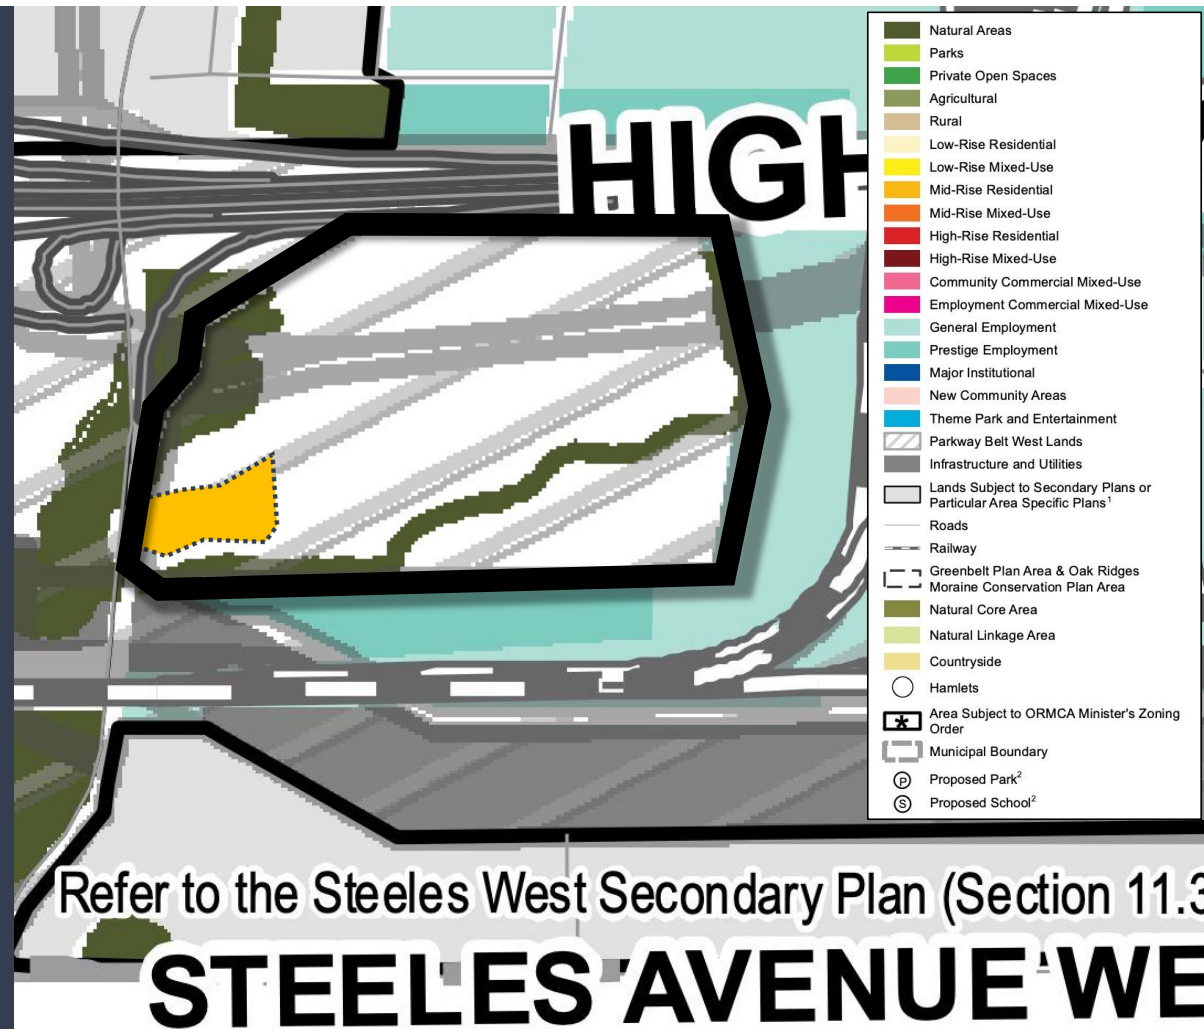 HIGH
Natural Areas
Parks
Private Open Spaces
Agricultural
Rural
Low-Rise Residential
Low-Rise Mixed-Use
Mid-Rise Residential
Mid-Rise Mixed-Use
High-Rise Residential
High-Rise Mixed-Use
Community Commercial Mixed-Use
Employment Commercial Mixed-Use
General Employment
Prestige Employment
Major Institutional
New Community Areas
Theme Park and Entertainment
Parkway Belt West Lands
Infrastructure and Utilities
Lands Subject to Secondary Plans or
Particular Area Specific Plans¹
Roads
Railway
Greenbelt Plan Area & Oak Ridges
Moraine Conservation Plan Area
Natural Core Area
Natural Linkage Area
Countryside
Hamlets
* Area Subject to ORMCA Minister's Zoning
Order
Municipal Boundary
P Proposed Park²
S Proposed School²
Refer to the Steeles West Secondary Plan (Section 11.3
STEELES AVENUE WE